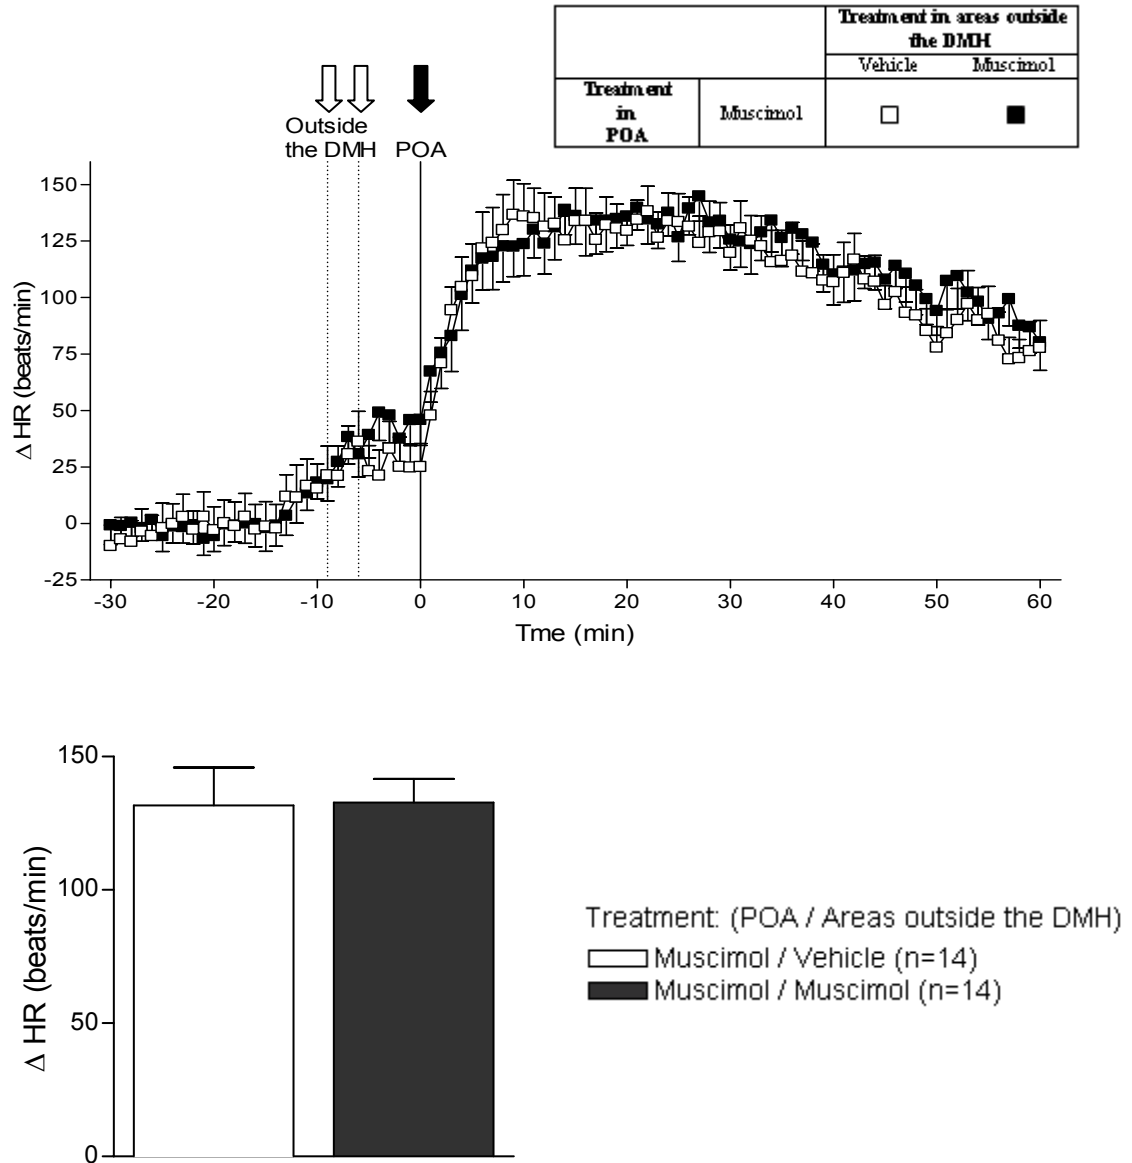 Treatment in areas outside
the DMH
Vehicle Muscimol
Treatment
in
POA
Muscimol
Outside
the DMH POA
150
125
100
75
50
25
0
-25
Δ HR (beats/min)
-30 -20 -10 0 10 20 30 40 50 60
Tme (min)
150
100
50
0
Δ HR (beats/min)
Treatment: (POA / Areas outside the DMH)
Muscimol / Vehicle (n=14)
Muscimol / Muscimol (n=14)